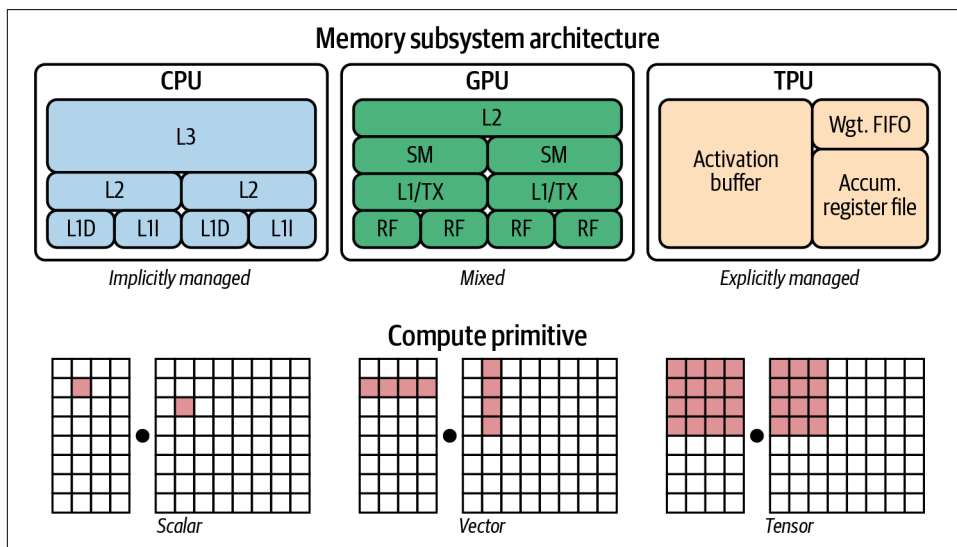 Memory subsystem architecture
CPU
L3
L2 L2
L1D L1I L1D L1I
Implicitly managed
GPU
L2
SM SM
L1/TX L1/TX
RF RF RF RF
Mixed
TPU
Activation
buffer
Wgt. FIFO
Accum.
register file
Explicitly managed
Compute primitive
Scalar
Vector
Tensor